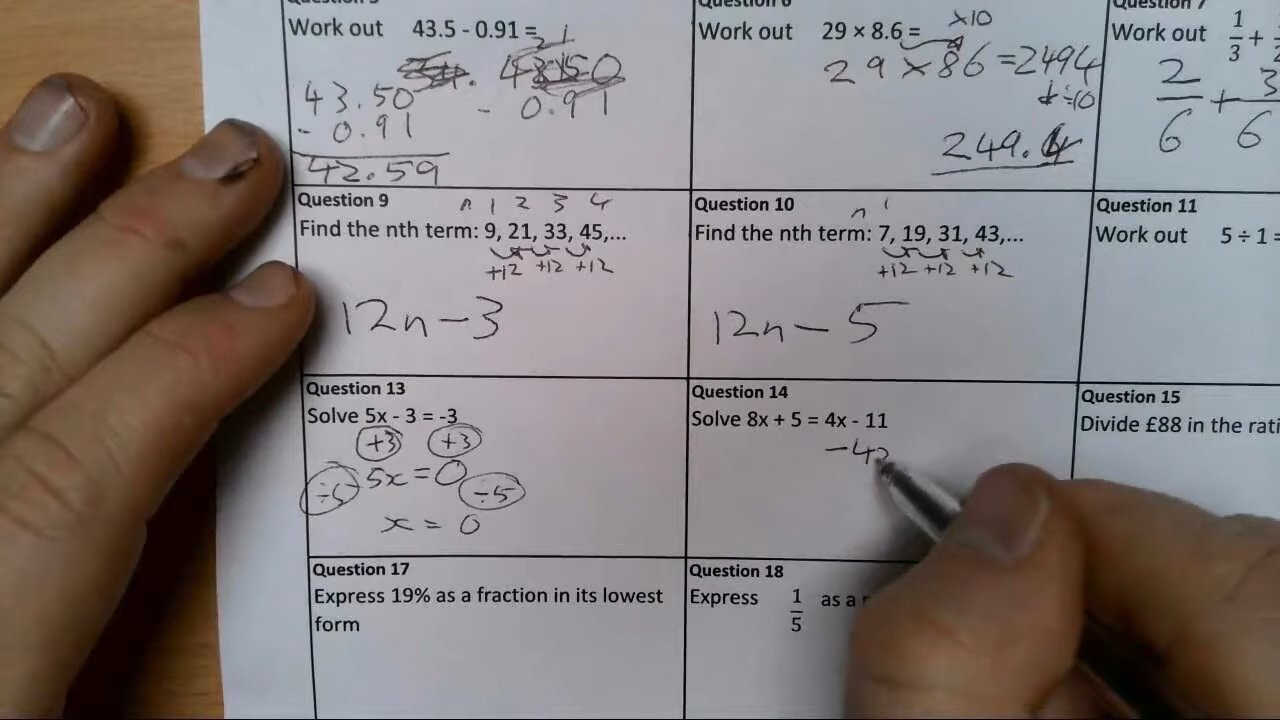 Work out 43.5 - 0.91 =
43.50
- 0.91
42.59
- 0.91
Work out 29 × 8.6 =
×10
29 × 86 = 2494
÷10
249.4
Question 7
Work out 1/3 +
2/6 + 3/6
Question 9
n 1 2 3 4
Find the nth term: 9, 21, 33, 45,...
+12 +12 +12
12n - 3
Question 10
n 1
Find the nth term: 7, 19, 31, 43,...
+12 +12 +12
12n - 5
Question 11
Work out 5 ÷ 1
Question 13
Solve 5x - 3 = -3
+3 +3
5x = 0
÷5 ÷5
x = 0
Question 14
Solve 8x + 5 = 4x - 11
-4x
Question 15
Divide £88 in the
Question 17
Express 19% as a fraction in its lowest
form
Question 18
Express 1/5 as a